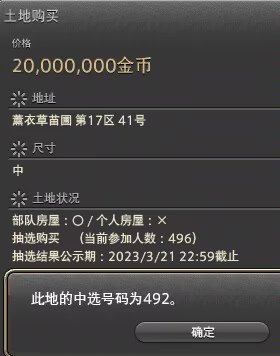 土地购买
价格
20,000,000金币
地址
薰衣草苗圃 第17区 41号
尺寸
中
土地状况
部队房屋：○ / 个人房屋：×
抽选购买 （当前参加人数：496）
抽选结果公示期：2023/3/21 22:59截止
此地的中选号码为492。
确定